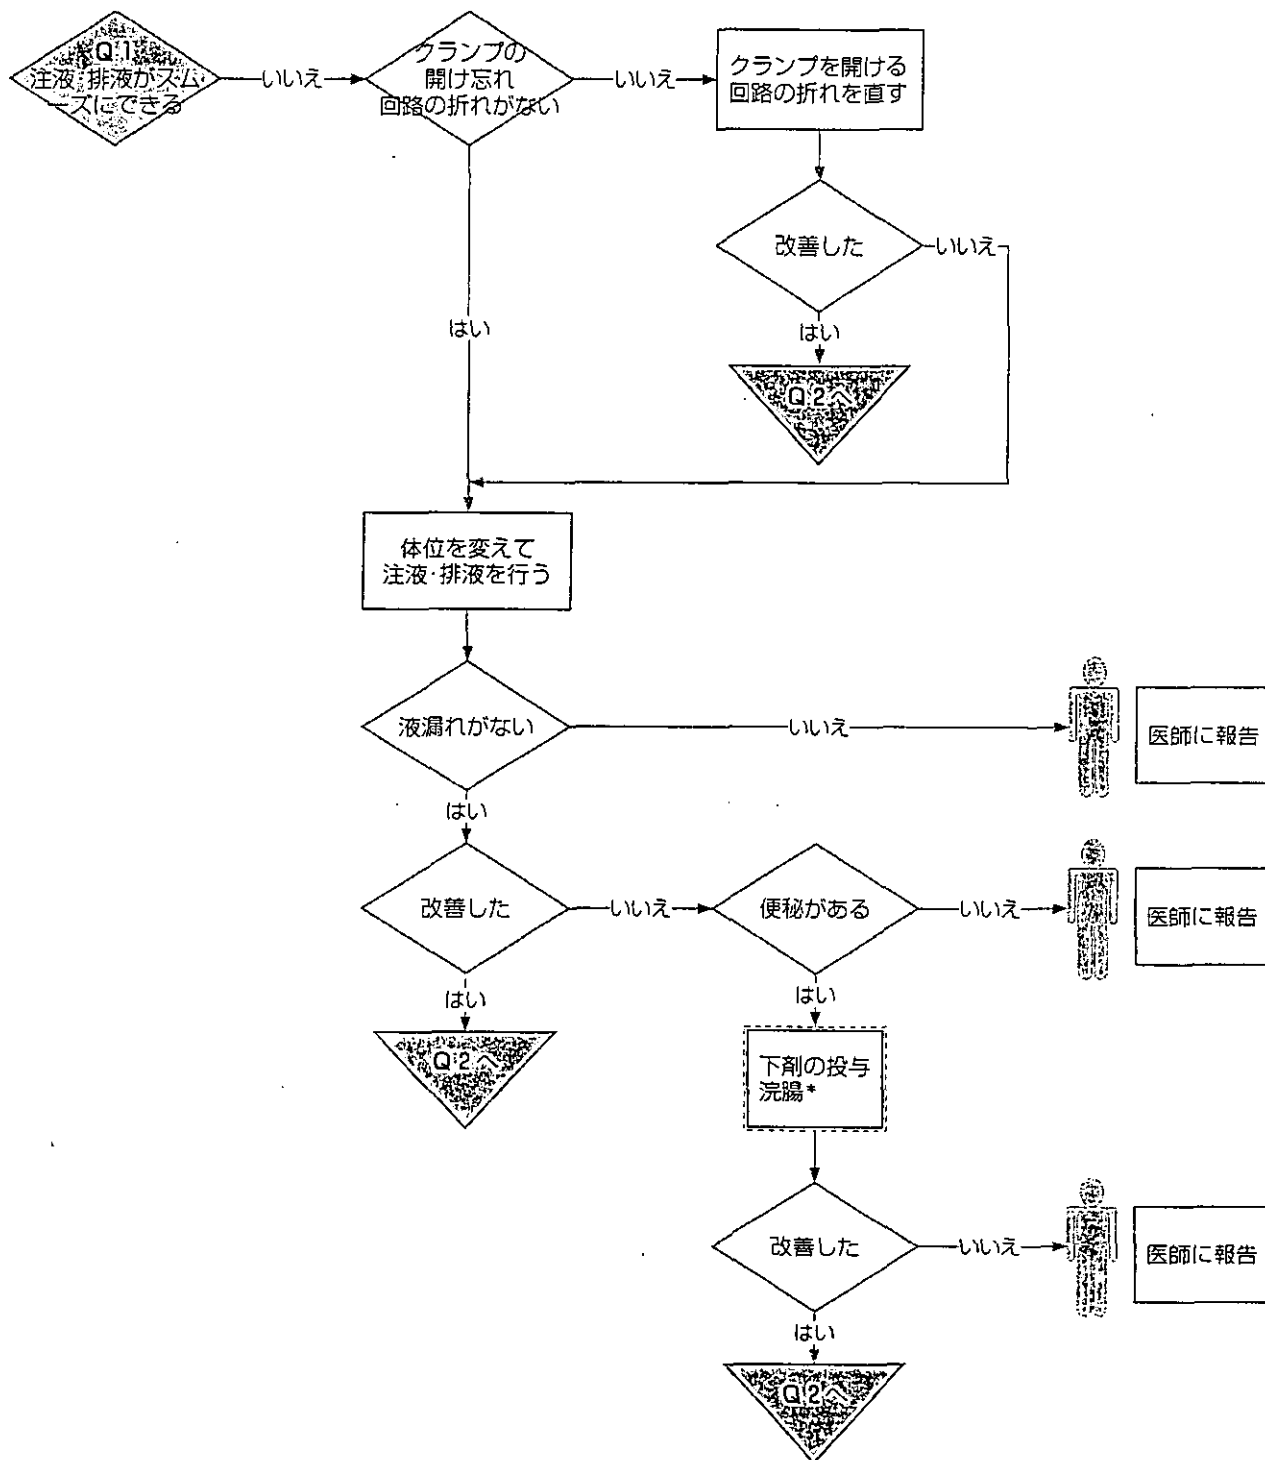 Q1
注液・排液がスム
ーズにできる
いいえ
クランプの
開け忘れ
回路の折れがない
いいえ
クランプを開ける
回路の折れを直す
改善した
いいえ
はい
Q2へ
はい
体位を変えて
注液・排液を行う
液漏れがない
いいえ
医師に報告
はい
改善した
いいえ
便秘がある
いいえ
医師に報告
はい
Q2へ
はい
下剤の投与
浣腸*
改善した
いいえ
医師に報告
はい
Q2へ